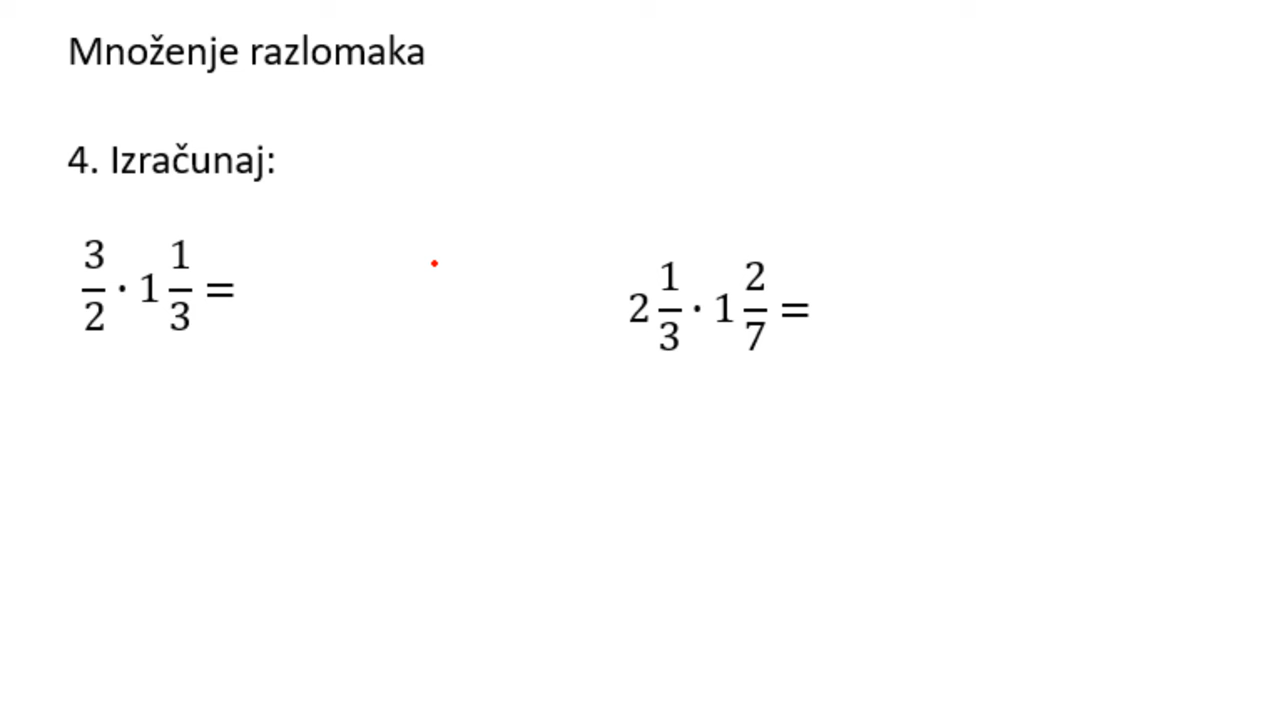 Množenje razlomaka
4. Izračunaj:
3/2 · 1 1/3 =
2 1/3 · 1 2/7 =